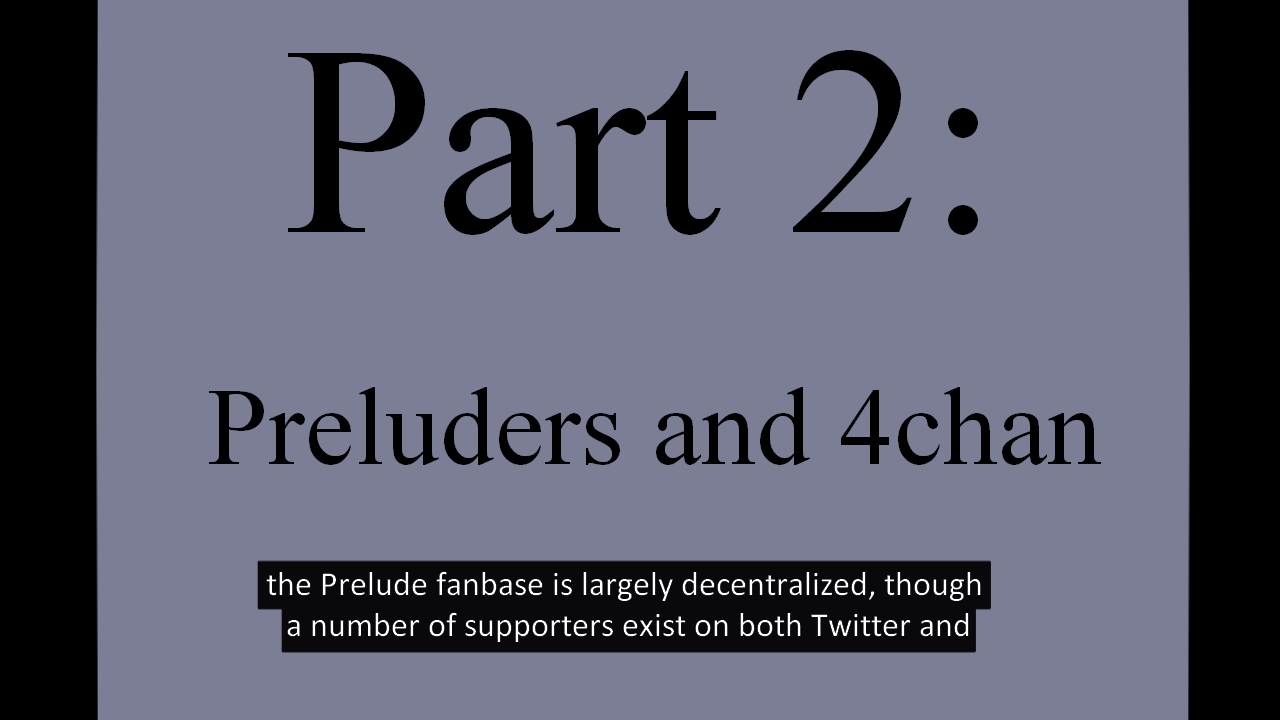 Part 2:
Preluders and 4chan
the Prelude fanbase is largely decentralized, though
a number of supporters exist on both Twitter and